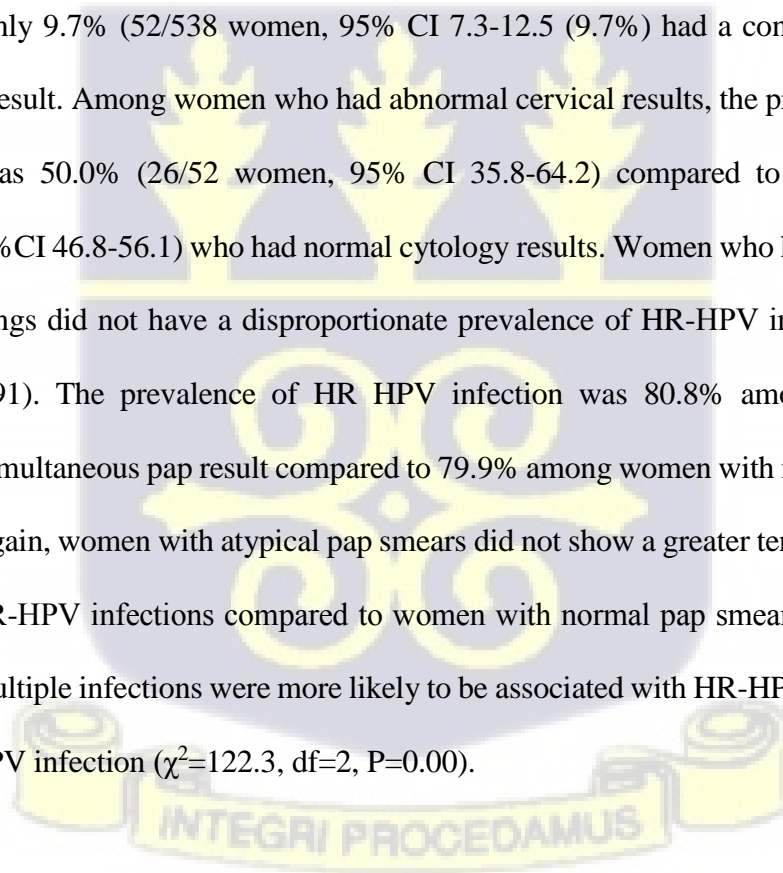 nly 9.7% (52/538 women, 95% CI 7.3-12.5 (9.7%) had a con
esult. Among women who had abnormal cervical results, the p
as 50.0% (26/52 women, 95% CI 35.8-64.2) compared to
%CI 46.8-56.1) who had normal cytology results. Women who
ngs did not have a disproportionate prevalence of HR-HPV in
91). The prevalence of HR HPV infection was 80.8% amo
multaneous pap result compared to 79.9% among women with
gain, women with atypical pap smears did not show a greater ten
R-HPV infections compared to women with normal pap smear
ultiple infections were more likely to be associated with HR-HP
PV infection (χ²=122.3, df=2, P=0.00).
INTEGRI PROCEDAMUS